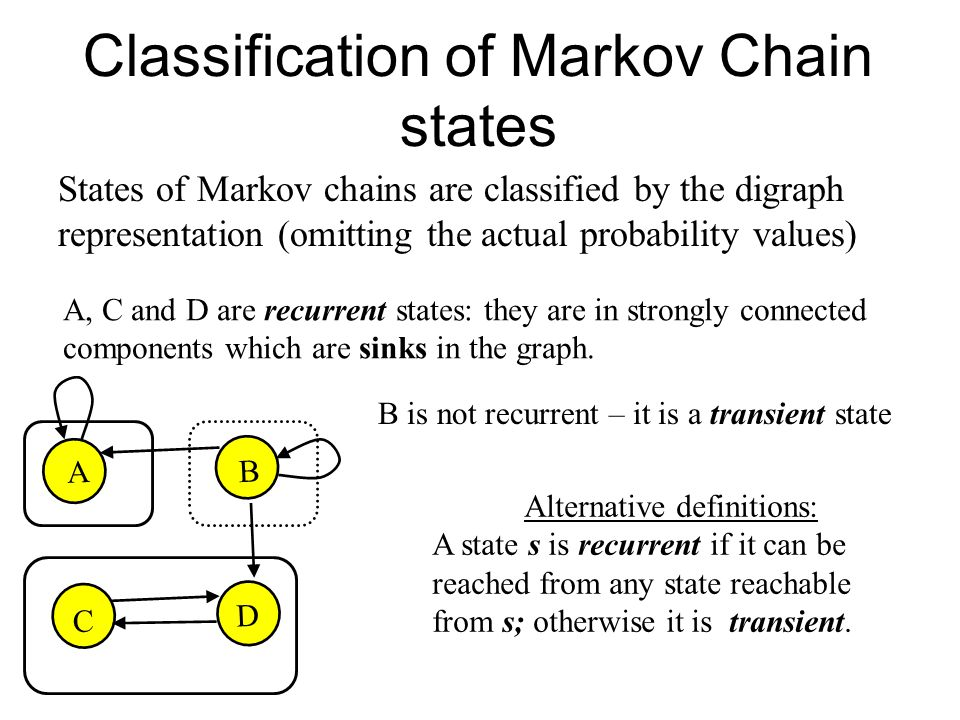 Classification of Markov Chain
states
States of Markov chains are classified by the digraph
representation (omitting the actual probability values)
A, C and D are recurrent states: they are in strongly connected
components which are sinks in the graph.
B is not recurrent – it is a transient state
A
B
Alternative definitions:
A state s is recurrent if it can be
reached from any state reachable
from s; otherwise it is transient.
C
D